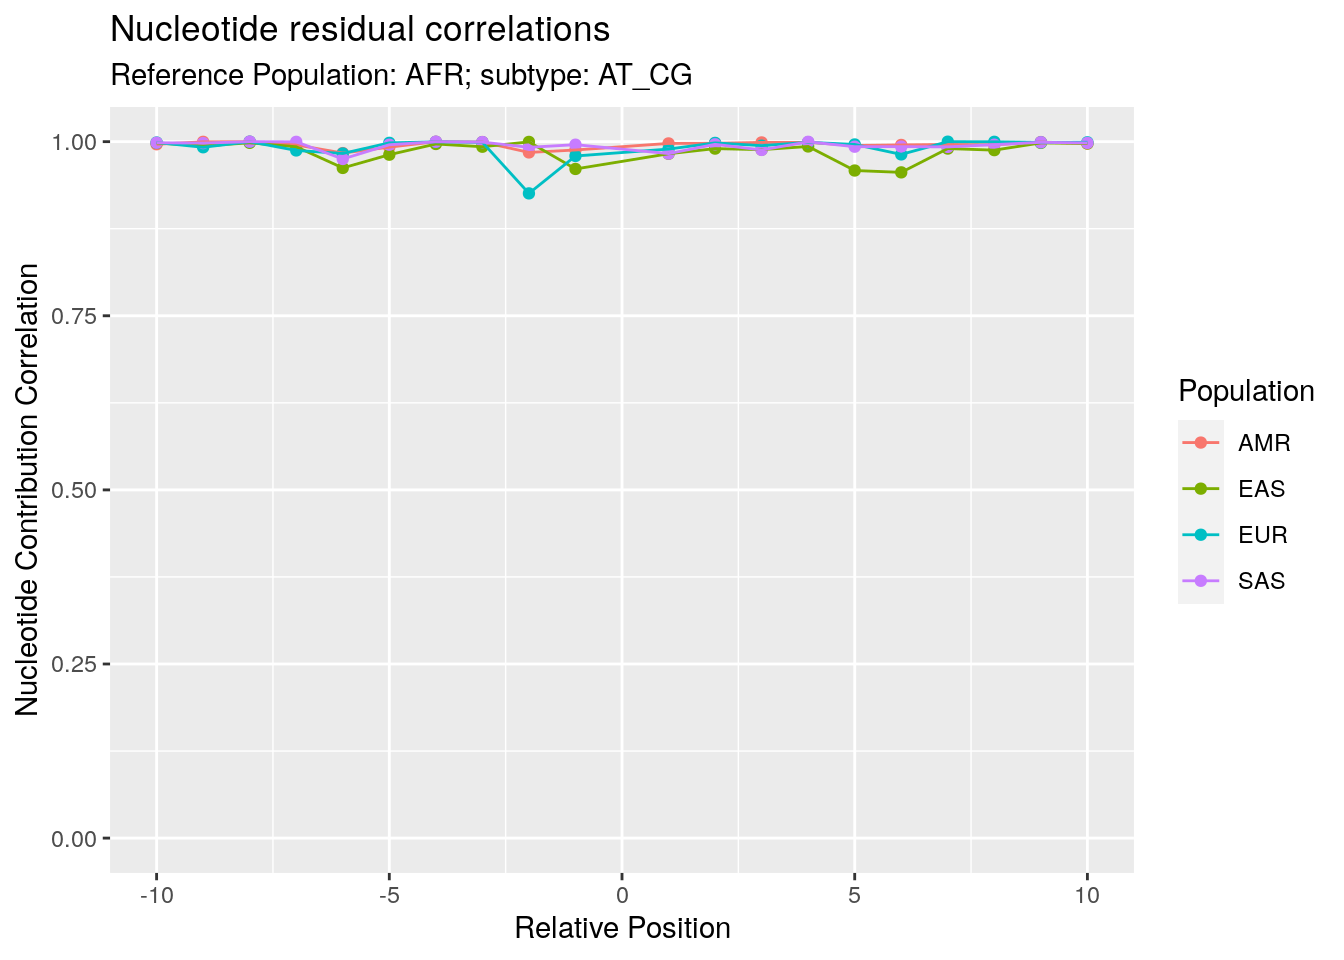 Nucleotide residual correlations
Reference Population: AFR; subtype: AT_CG
Nucleotide Contribution Correlation
1.00
0.75
0.50
0.25
0.00
-10 -5 0 5 10
Relative Position
Population
AMR
EAS
EUR
SAS